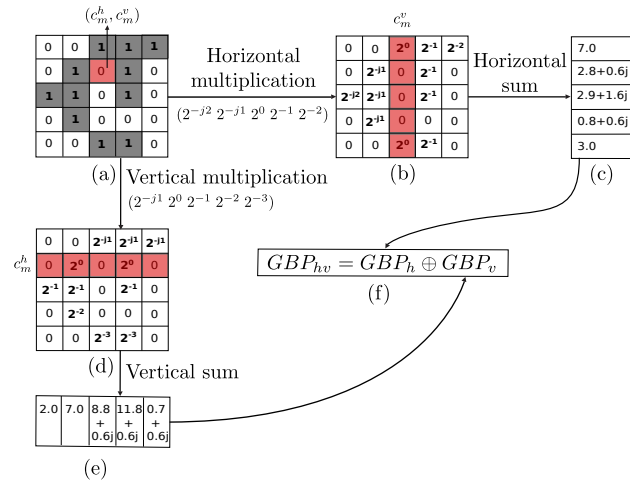 (c_m^h, c_m^v)
0 0 1 1 1
0 1 0 1 0
1 1 0 1 0
0 1 0 0 0
0 0 1 1 0
(a)
Horizontal
multiplication
(2^{-j2} 2^{-j1} 2^0 2^{-1} 2^{-2})
c_m^v
0 0 2^0 2^{-1} 2^{-2}
0 2^{-j1} 0 2^{-1} 0
2^{-j2} 2^{-j1} 0 2^{-1} 0
0 2^{-j1} 0 0 0
0 0 2^0 2^{-1} 0
(b)
Horizontal
sum
7.0
2.8+0.6j
2.9+1.6j
0.8+0.6j
3.0
(c)
Vertical multiplication
(2^{-j1} 2^0 2^{-1} 2^{-2} 2^{-3})
c_m^h
0 0 2^{-j1} 2^{-j1} 2^{-j1}
0 2^0 0 2^0 0
2^{-1} 2^{-1} 0 2^{-1} 0
0 2^{-2} 0 0 0
0 0 2^{-3} 2^{-3} 0
(d)
GBP_{hv} = GBP_h ⊕ GBP_v
(f)
Vertical sum
2.0 7.0 8.8 11.8 0.7
+ + +
0.6j 0.6j 0.6j
(e)